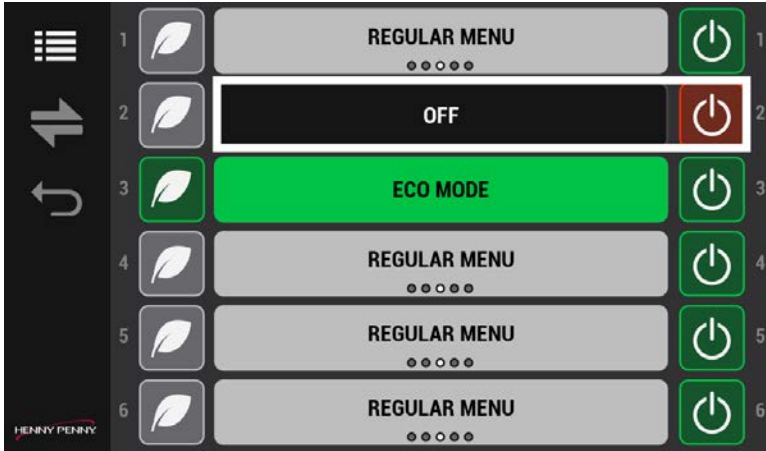 1 REGULAR MENU 1
2 OFF 2
3 ECO MODE 3
4 REGULAR MENU 4
5 REGULAR MENU 5
6 REGULAR MENU 6
HENNY PENNY